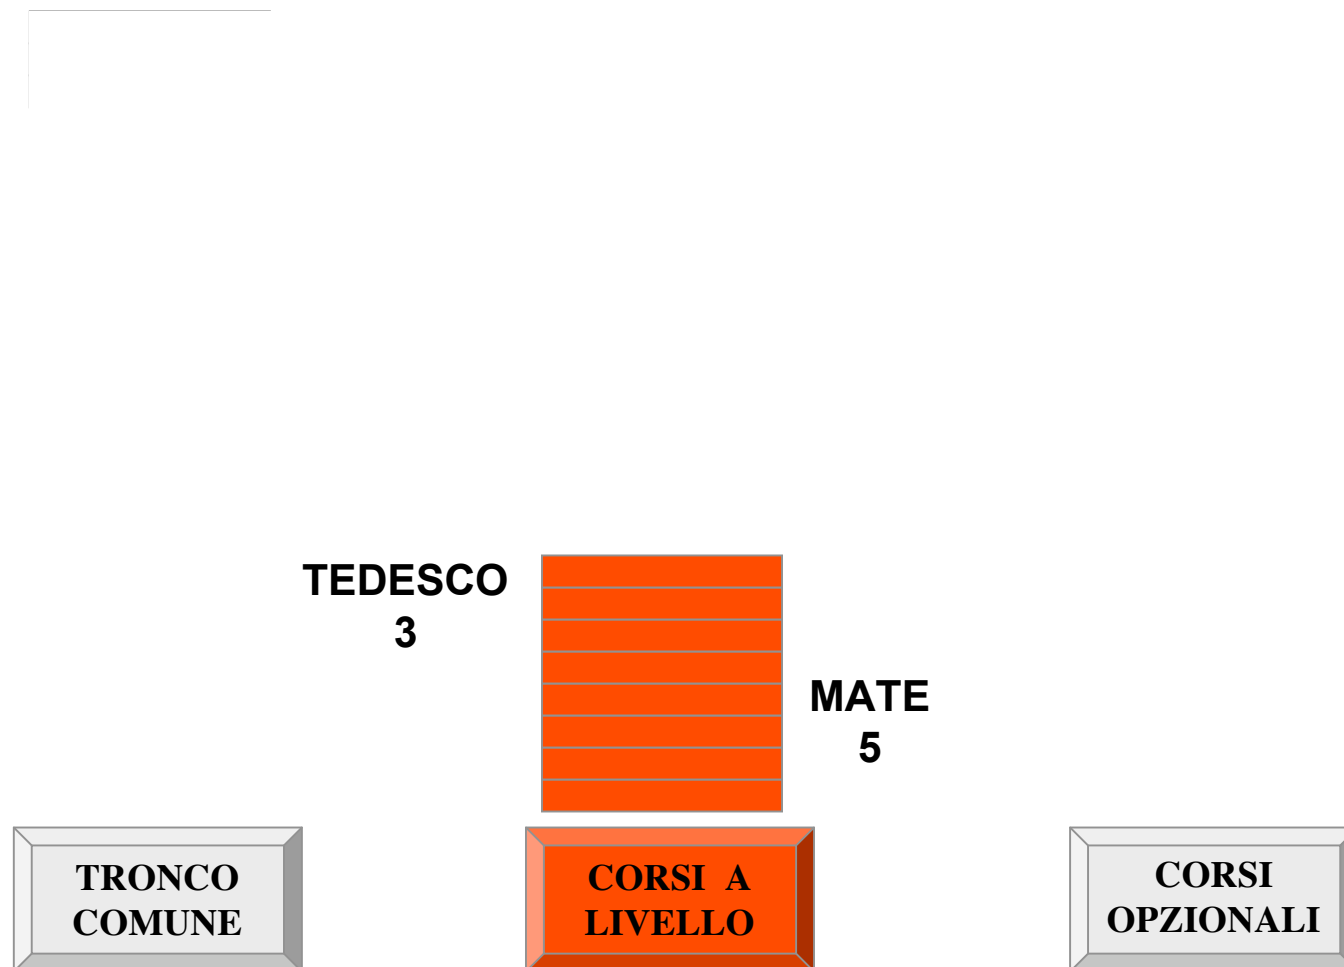 TEDESCO
3
MATE
5
TRONCO
COMUNE
CORSI A
LIVELLO
CORSI
OPZIONALI